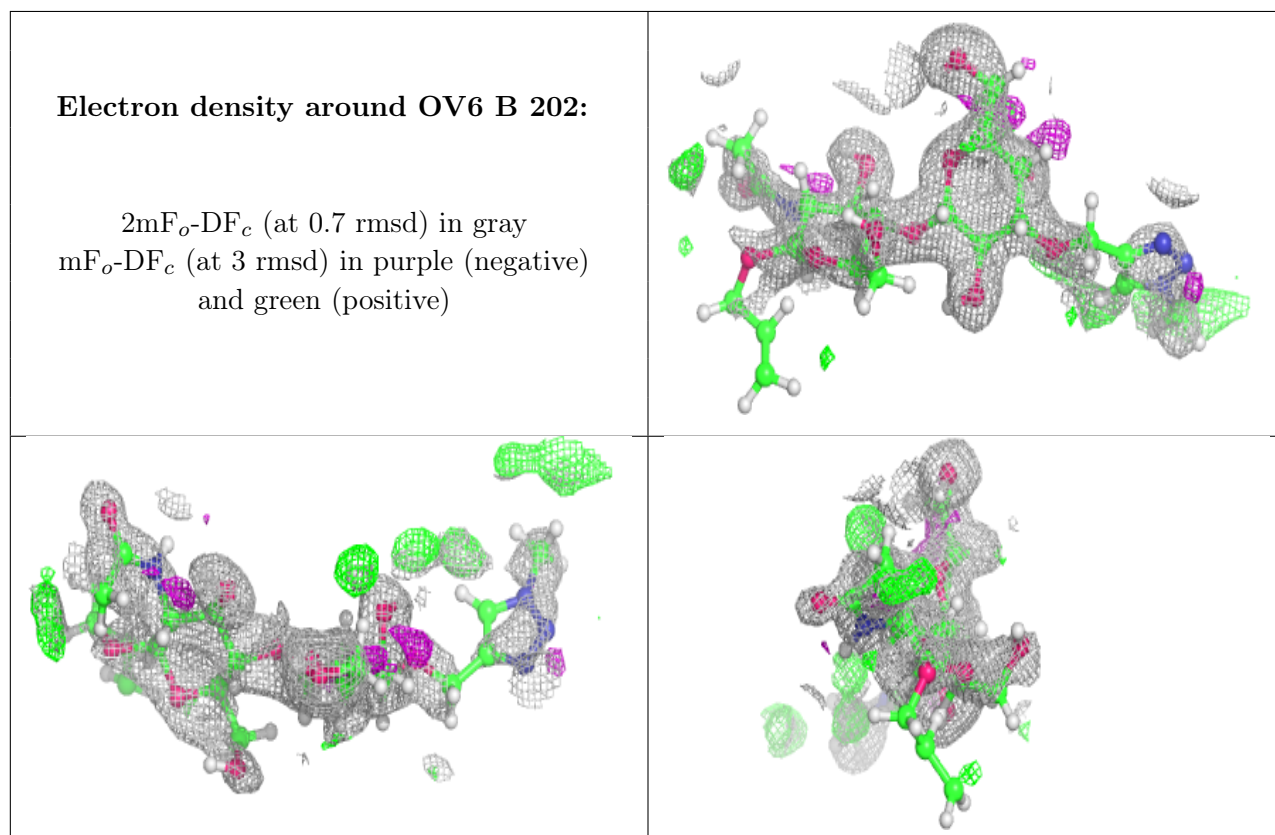 Electron density around OV6 B 202:
2mFo-DFc (at 0.7 rmsd) in gray
mFo-DFc (at 3 rmsd) in purple (negative)
and green (positive)